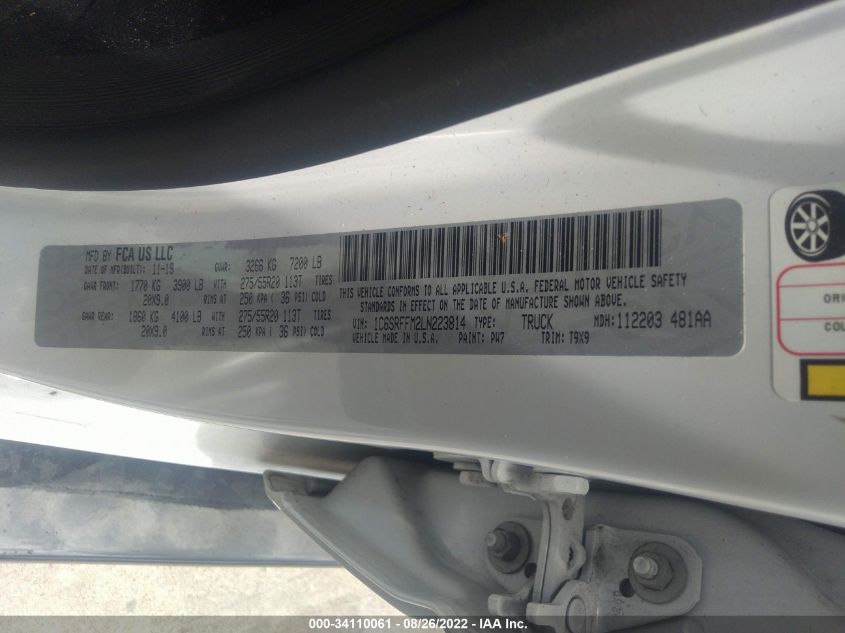 MFD BY FCA US LLC
DATE OF MFR(BUILT): 11-19 GVWR: 3266 KG 7200 LB
GAWR FRONT: 1770 KG 3900 LB WITH 275/55R20 113T TIRES
20X9.0 RIMS AT 250 KPA ( 36 PSI) COLD
GAWR REAR: 1860 KG 4100 LB WITH 275/55R20 113T TIRES
20X9.0 RIMS AT 250 KPA ( 36 PSI) COLD
THIS VEHICLE CONFORMS TO ALL APPLICABLE U.S.A. FEDERAL MOTOR VEHICLE SAFETY
STANDARDS IN EFFECT ON THE DATE OF MANUFACTURE SHOWN ABOVE.
VIN: 1C6SRFFM2LN223814 TYPE: TRUCK MDH: 112203 481AA
VEHICLE MADE IN U.S.A. PAINT: PW7 TRIM: T9X9
000-34110061 - 08/26/2022 - IAA Inc.